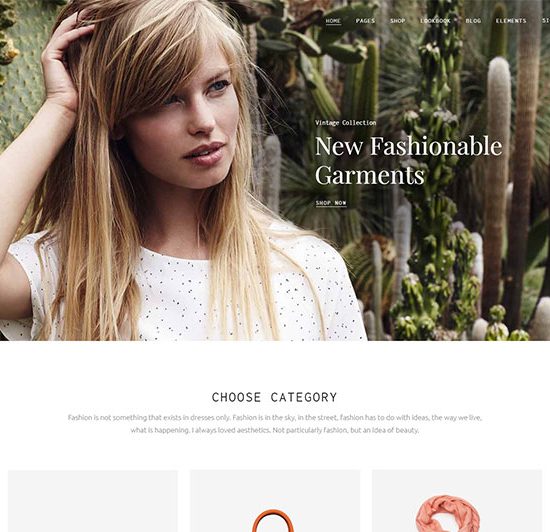 HOME PAGES SHOP LOOKBOOK BLOG ELEMENTS
Vintage Collection
New Fashionable
Garments
SHOP NOW
CHOOSE CATEGORY
Fashion is not something that exists in dresses only. Fashion is in the sky, in the street, fashion has to do with ideas, the way we live,
what is happening. I always loved aesthetics. Not particularly fashion, but an idea of beauty.